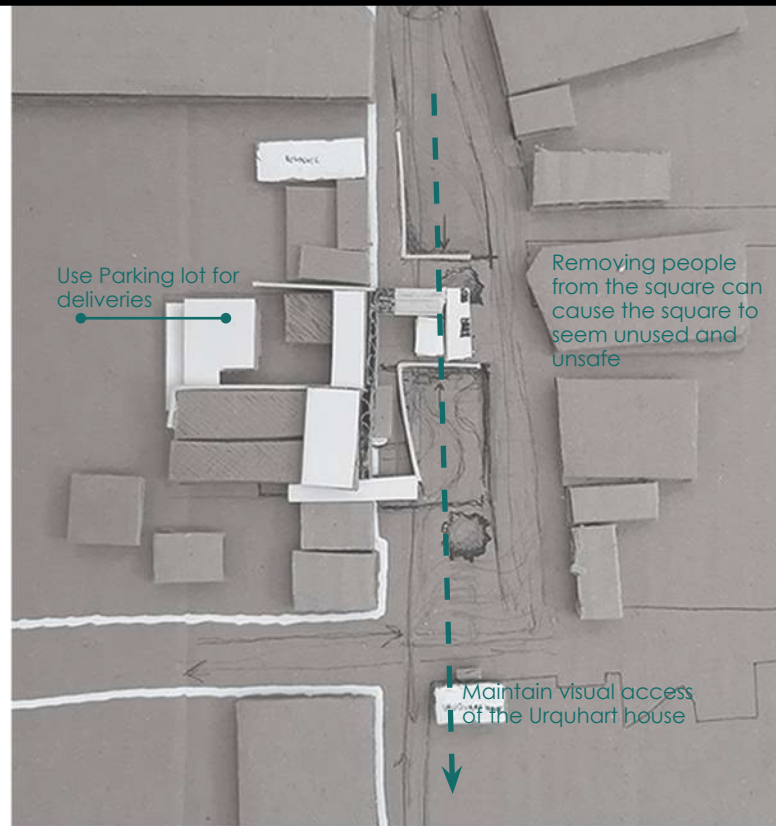 Use Parking lot for
deliveries
Removing people
from the square can
cause the square to
seem unused and
unsafe
Maintain visual access
of the Urquhart house